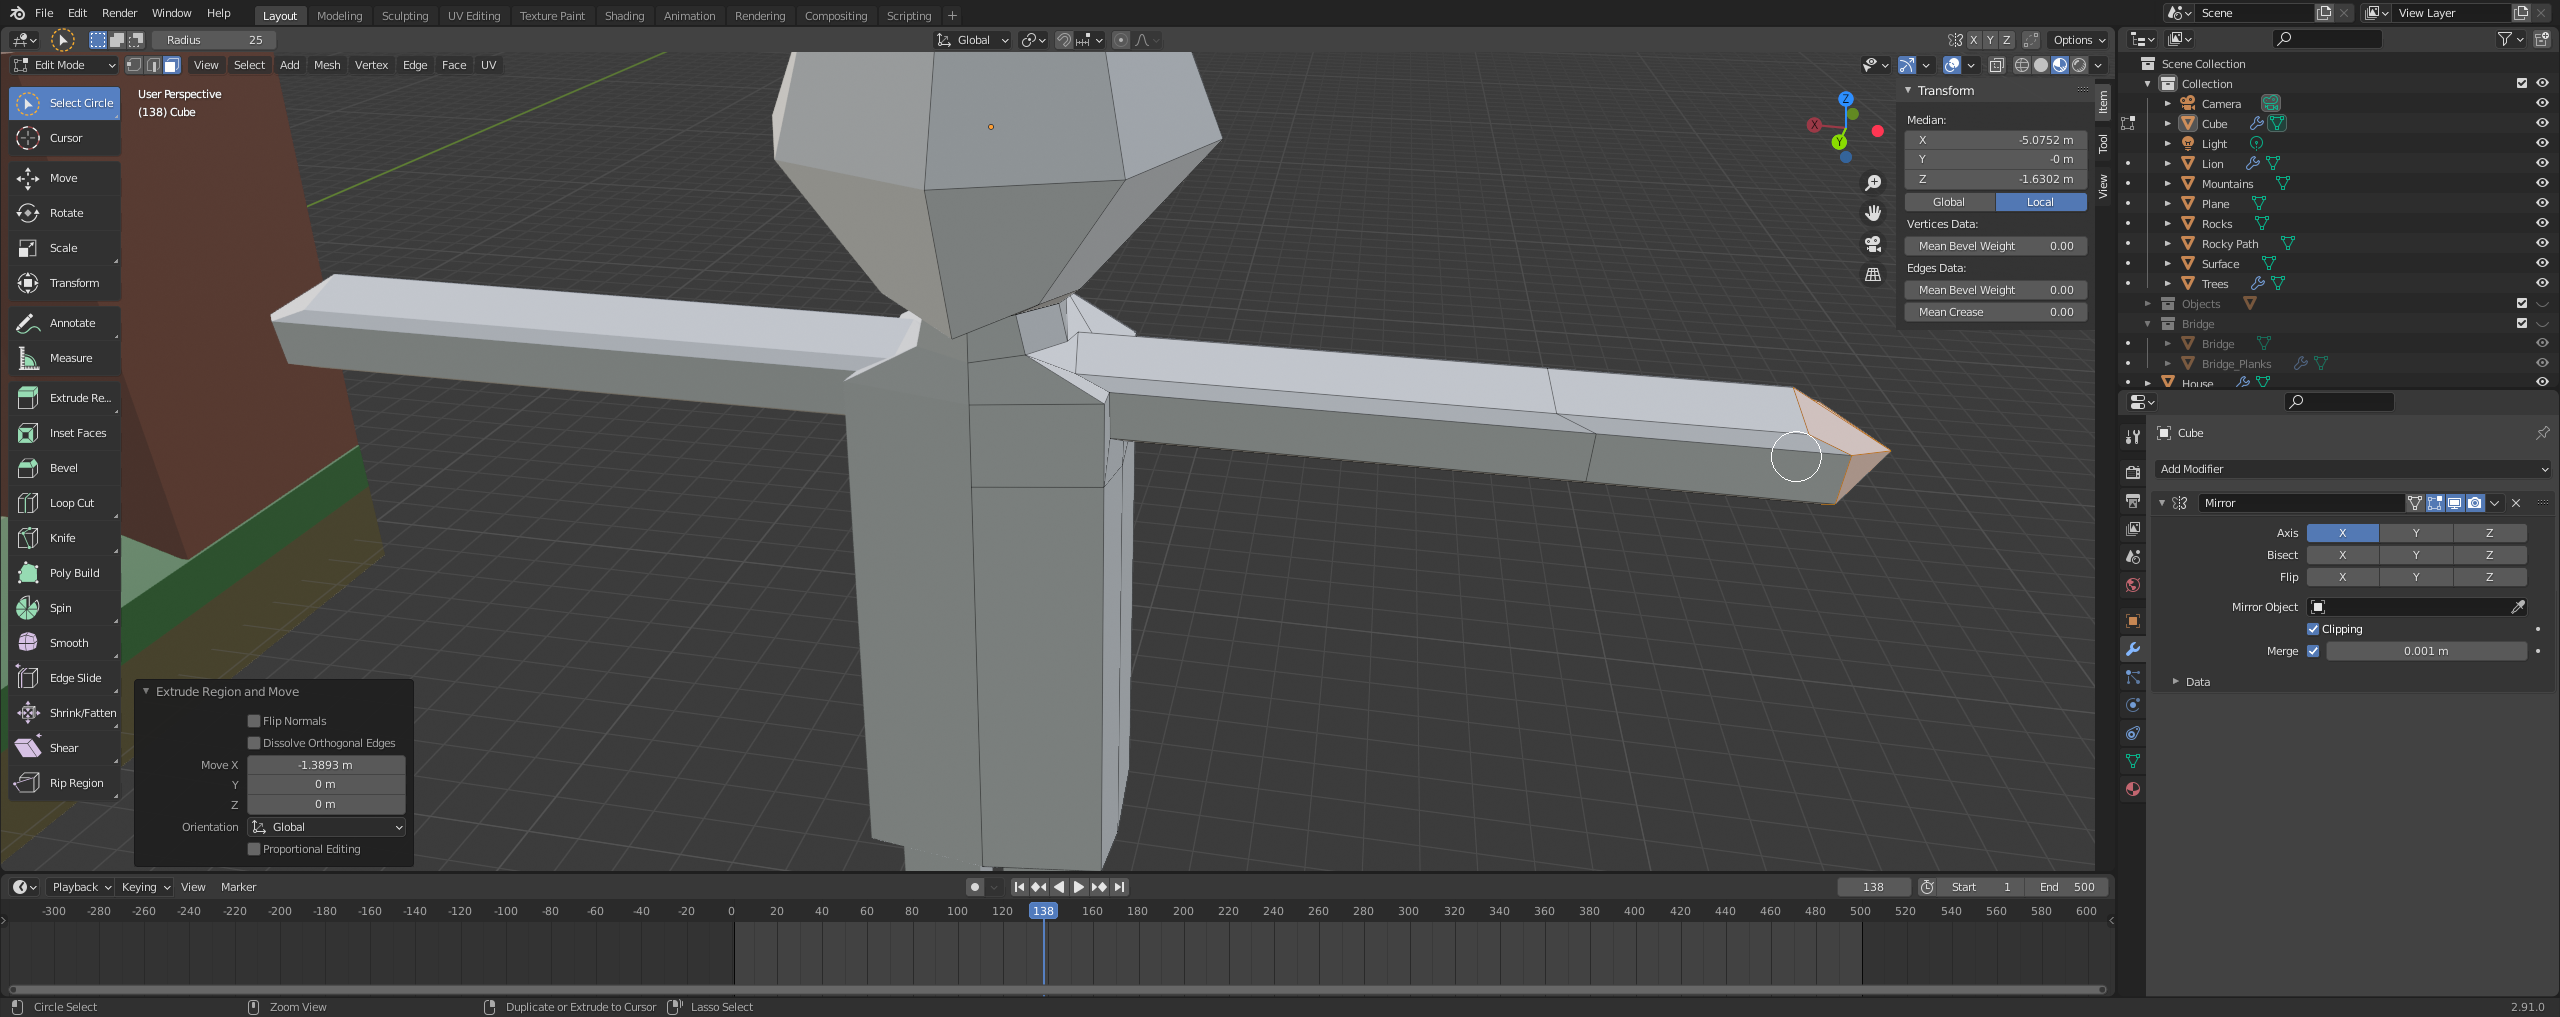 File Edit Render Window Help Layout Modeling Sculpting UV Editing Texture Paint Shading Animation Rendering Compositing Scripting + Scene View Layer
Radius 25 Global X Y Z Options
Edit Mode View Select Add Mesh Vertex Edge Face UV
User Perspective
(138) Cube
Select Circle
Cursor
Move
Rotate
Scale
Transform
Annotate
Measure
Extrude Re...
Inset Faces
Bevel
Loop Cut
Knife
Poly Build
Spin
Smooth
Edge Slide
Shrink/Fatten
Shear
Rip Region
Z
X
Y
Transform
Median:
X -5.0752 m
Y -0 m
Z -1.6302 m
Global Local
Vertices Data:
Mean Bevel Weight 0.00
Edges Data:
Mean Bevel Weight 0.00
Mean Crease 0.00
Item
Tool
View
Scene Collection
Collection
Camera
Cube
Light
Lion
Mountains
Plane
Rocks
Rocky Path
Surface
Trees
Objects
Bridge
Bridge
Bridge_Planks
House
Cube
Add Modifier
Mirror
Axis X Y Z
Bisect X Y Z
Flip X Y Z
Mirror Object
Clipping
Merge 0.001 m
Data
Extrude Region and Move
Flip Normals
Dissolve Orthogonal Edges
Move X -1.3893 m
Y 0 m
Z 0 m
Orientation Global
Proportional Editing
Playback Keying View Marker 138 Start 1 End 500
-300 -280 -260 -240 -220 -200 -180 -160 -140 -120 -100 -80 -60 -40 -20 0 20 40 60 80 100 120 138 160 180 200 220 240 260 280 300 320 340 360 380 400 420 440 460 480 500 520 540 560 580 600
Circle Select Zoom View Duplicate or Extrude to Cursor Lasso Select 2.91.0